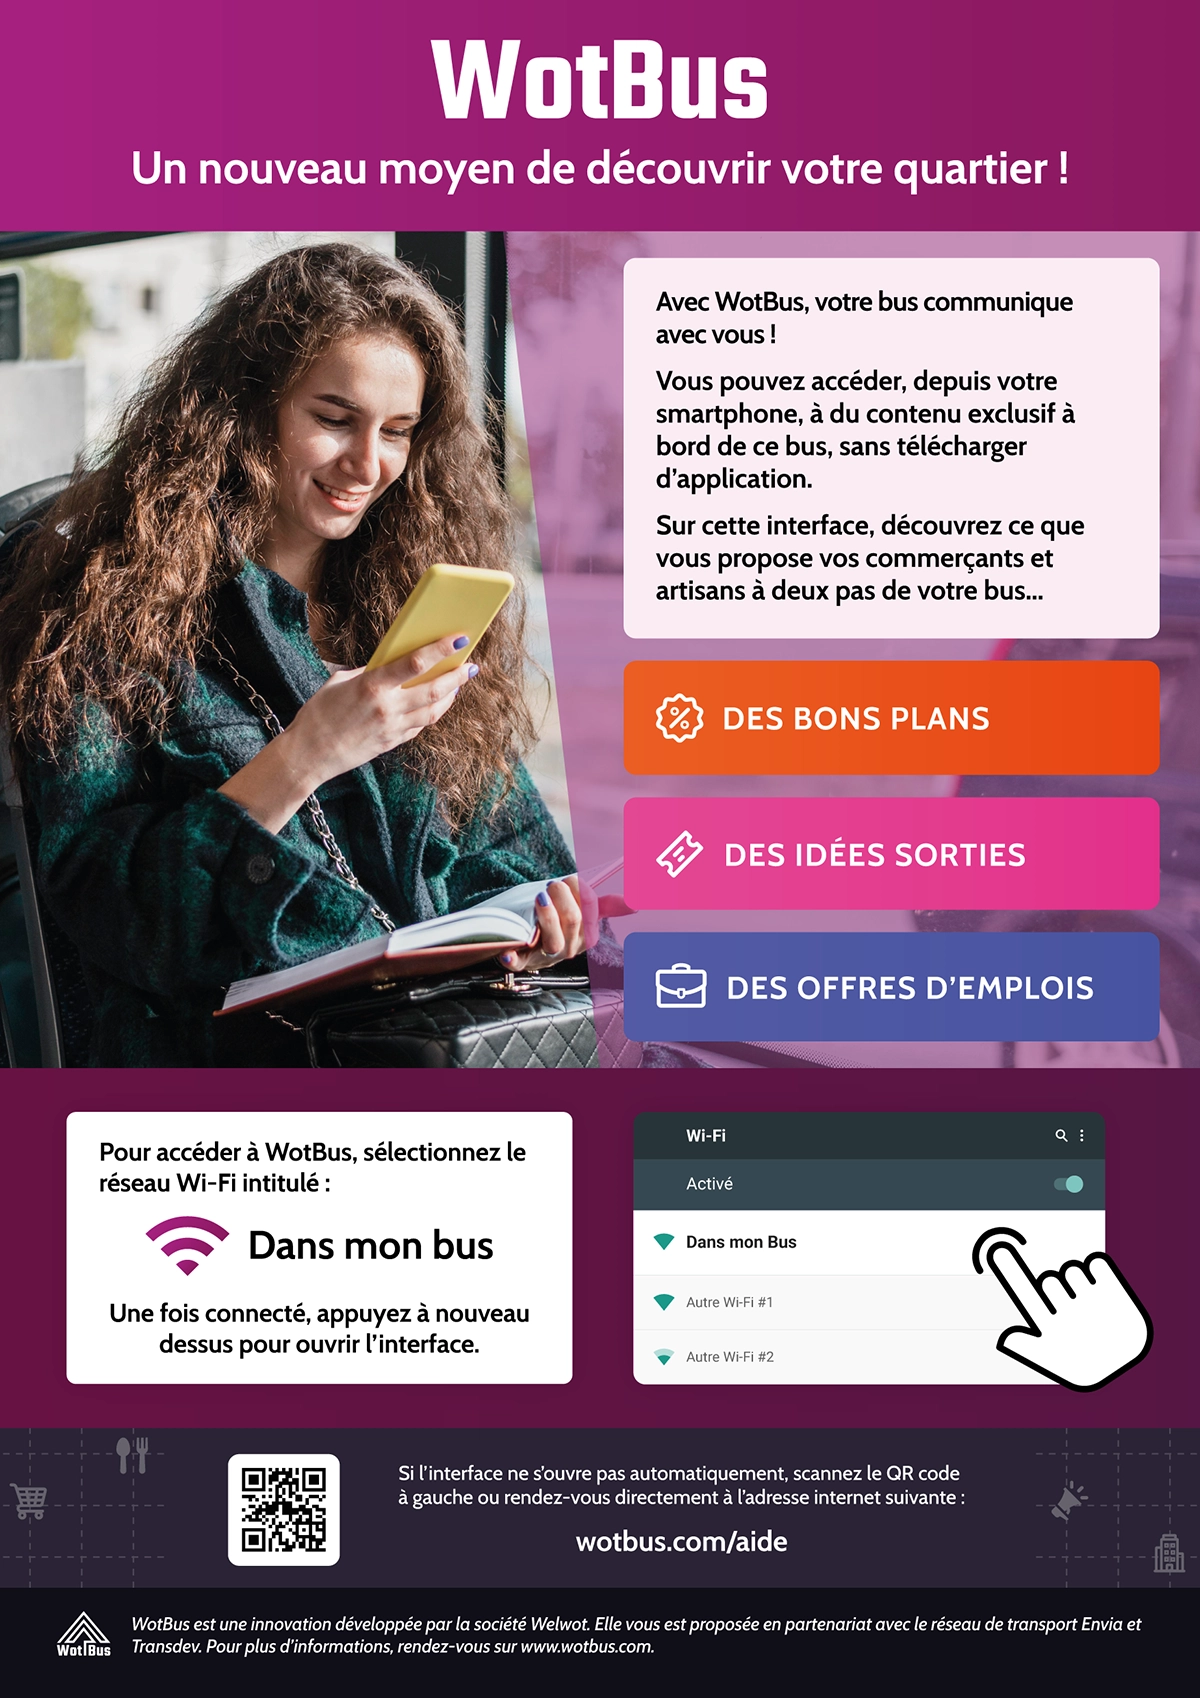 WotBus
Un nouveau moyen de découvrir votre quartier !
Avec WotBus, votre bus communique
avec vous !
Vous pouvez accéder, depuis votre
smartphone, à du contenu exclusif à
bord de ce bus, sans télécharger
d'application.
Sur cette interface, découvrez ce que
vous propose vos commerçants et
artisans à deux pas de votre bus...
DES BONS PLANS
DES IDÉES SORTIES
DES OFFRES D'EMPLOIS
Pour accéder à WotBus, sélectionnez le
réseau Wi-Fi intitulé :
Dans mon bus
Une fois connecté, appuyez à nouveau
dessus pour ouvrir l'interface.
Wi-Fi
Activé
Dans mon Bus
Autre Wi-Fi #1
Autre Wi-Fi #2
Si l'interface ne s'ouvre pas automatiquement, scannez le QR code
à gauche ou rendez-vous directement à l'adresse internet suivante :
wotbus.com/aide
WotBus
WotBus est une innovation développée par la société Welwot. Elle vous est proposée en partenariat avec le réseau de transport Envia et
Transdev. Pour plus d'informations, rendez-vous sur www.wotbus.com.